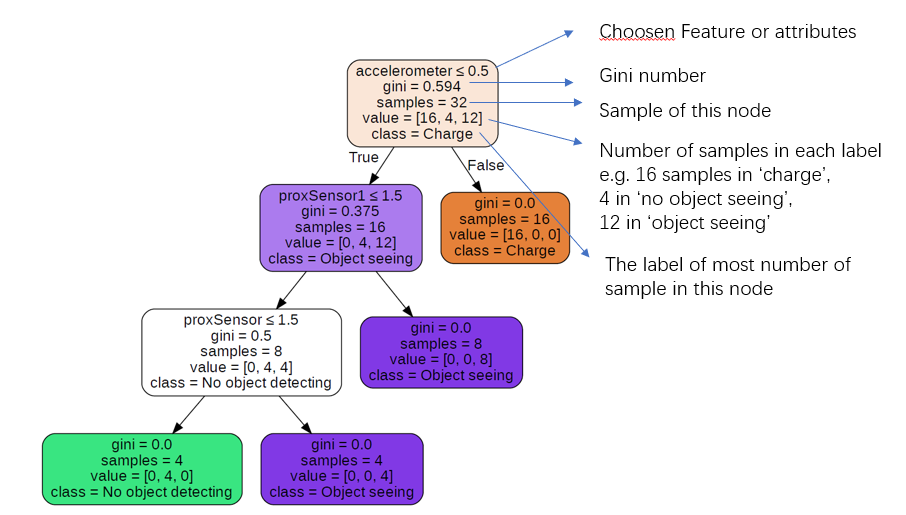 Choosen Feature or attributes
accelerometer ≤ 0.5
gini = 0.594
samples = 32
value = [16, 4, 12]
class = Charge
Gini number
Sample of this node
Number of samples in each label
e.g. 16 samples in ‘charge’,
4 in ‘no object seeing’,
12 in ‘object seeing’
The label of most number of
sample in this node
True
False
proxSensor1 ≤ 1.5
gini = 0.375
samples = 16
value = [0, 4, 12]
class = Object seeing
gini = 0.0
samples = 16
value = [16, 0, 0]
class = Charge
proxSensor ≤ 1.5
gini = 0.5
samples = 8
value = [0, 4, 4]
class = No object detecting
gini = 0.0
samples = 8
value = [0, 0, 8]
class = Object seeing
gini = 0.0
samples = 4
value = [0, 4, 0]
class = No object detecting
gini = 0.0
samples = 4
value = [0, 0, 4]
class = Object seeing